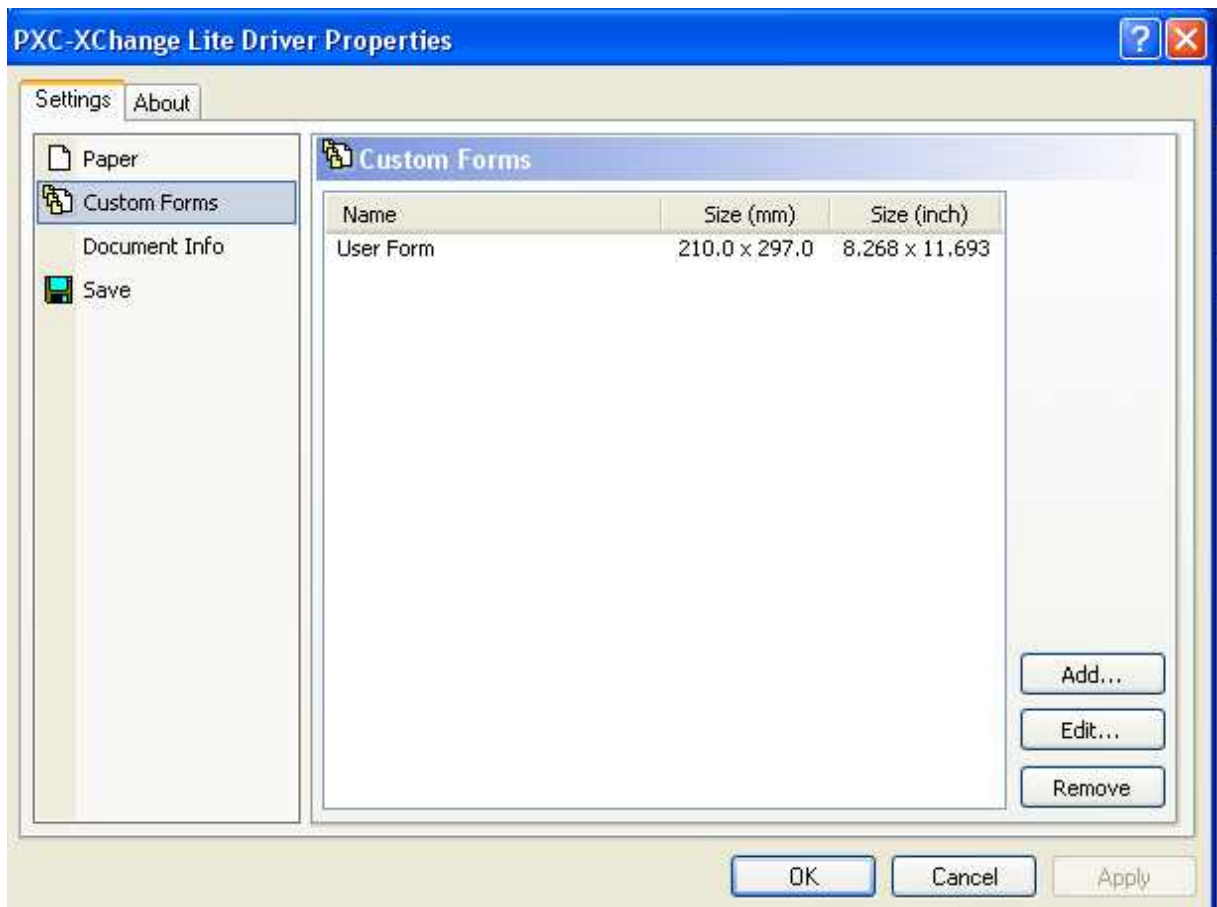 PXC-XChange Lite Driver Properties
Settings About
Paper
Custom Forms
Document Info
Save
Custom Forms
Name Size (mm) Size (inch)
User Form 210.0 x 297.0 8.268 x 11.693
Add...
Edit...
Remove
OK Cancel Apply